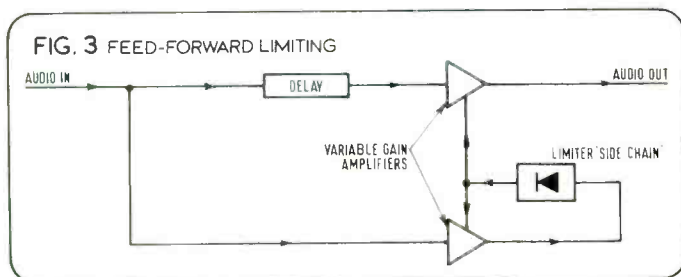 FIG. 3 FEED-FORWARD LIMITING
AUDIO IN
DELAY
AUDIO OUT
VARIABLE GAIN
AMPLIFIERS
LIMITER 'SIDE CHAIN'